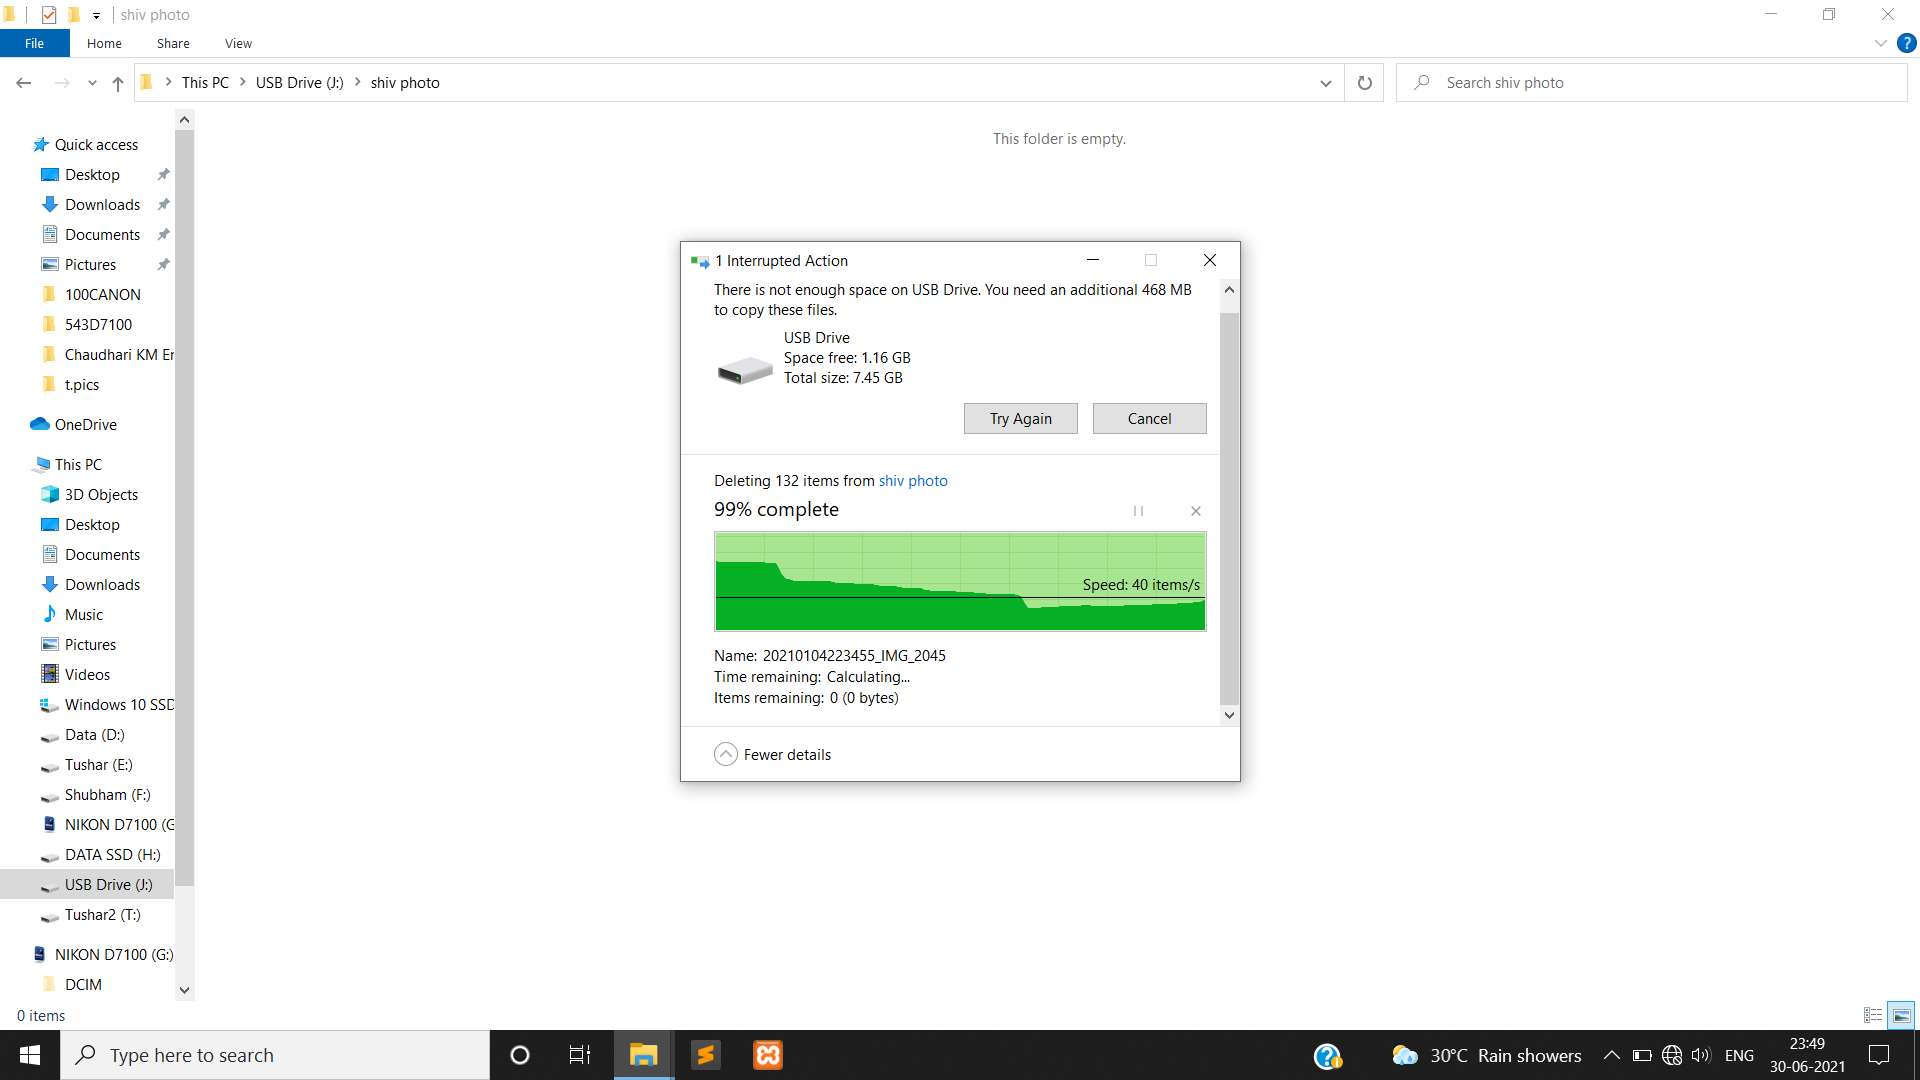 shiv photo
File
Home
Share
View
This PC
USB Drive (J:)
shiv photo
Search shiv photo
This folder is empty.
Quick access
Desktop
Downloads
Documents
Pictures
100CANON
543D7100
Chaudhari KM Er
t.pics
OneDrive
This PC
3D Objects
Desktop
Documents
Downloads
Music
Pictures
Videos
Windows 10 SSD
Data (D:)
Tushar (E:)
Shubham (F:)
NIKON D7100 (G
DATA SSD (H:)
USB Drive (J:)
Tushar2 (T:)
NIKON D7100 (G:)
DCIM
0 items
1 Interrupted Action
There is not enough space on USB Drive. You need an additional 468 MB
to copy these files.
USB Drive
Space free: 1.16 GB
Total size: 7.45 GB
Try Again
Cancel
Deleting 132 items from shiv photo
99% complete
Speed: 40 items/s
Name: 20210104223455_IMG_2045
Time remaining: Calculating...
Items remaining: 0 (0 bytes)
Fewer details
Type here to search
30°C Rain showers
ENG
23:49
30-06-2021